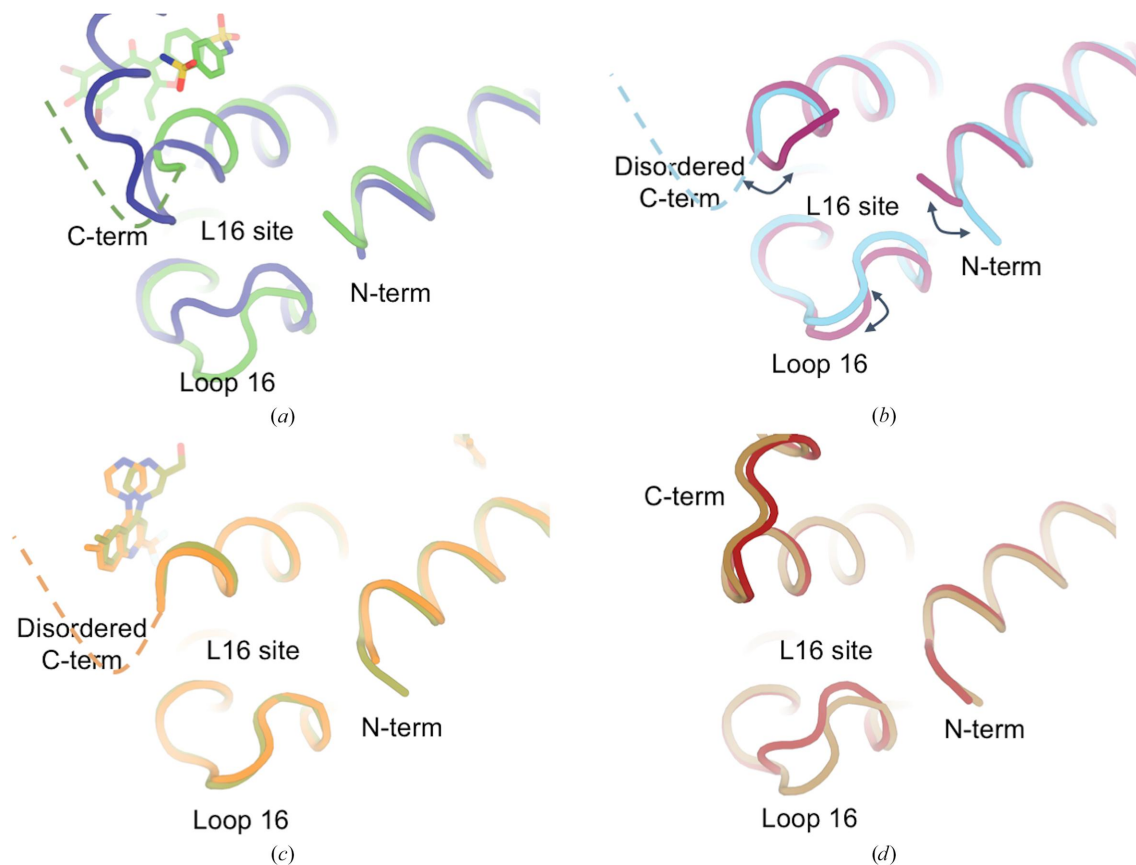 C-term
L16 site
N-term
Loop 16
(a)
Disordered
C-term
L16 site
N-term
Loop 16
(b)
Disordered
C-term
L16 site
N-term
Loop 16
(c)
C-term
L16 site
N-term
Loop 16
(d)